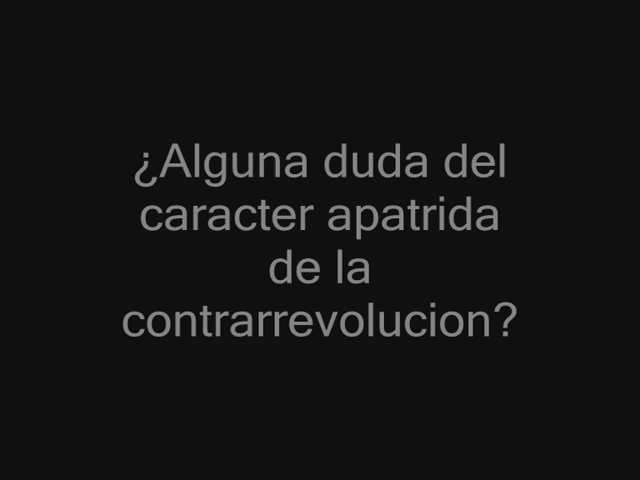 ¿Alguna duda del
caracter apatrida
de la
contrarrevolucion?